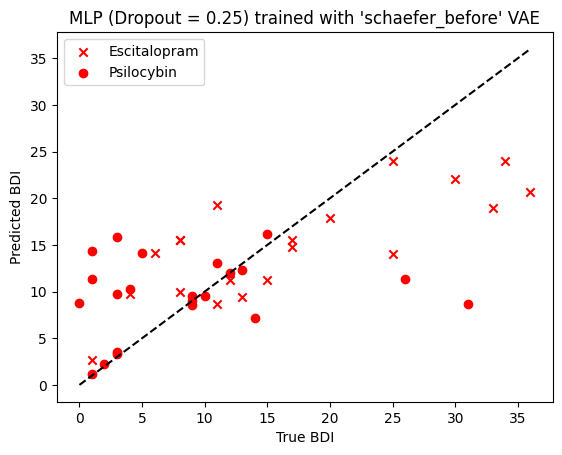 MLP (Dropout = 0.25) trained with 'schaefer_before' VAE
Escitalopram
Psilocybin
Predicted BDI
35
30
25
20
15
10
5
0
0 5 10 15 20 25 30 35
True BDI